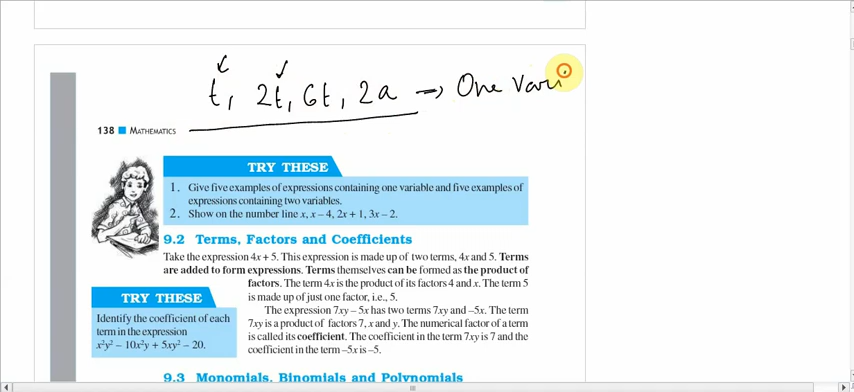 t, 2t, 6t, 2a → One Vari
138 ■ MATHEMATICS
TRY THESE
1. Give five examples of expressions containing one variable and five examples of
expressions containing two variables.
2. Show on the number line x, x – 4, 2x + 1, 3x – 2.
9.2 Terms, Factors and Coefficients
Take the expression 4x + 5. This expression is made up of two terms, 4x and 5. Terms
are added to form expressions. Terms themselves can be formed as the product of
factors. The term 4x is the product of its factors 4 and x. The term 5
is made up of just one factor, i.e., 5.
The expression 7xy – 5x has two terms 7xy and –5x. The term
7xy is a product of factors 7, x and y. The numerical factor of a term
is called its coefficient. The coefficient in the term 7xy is 7 and the
coefficient in the term –5x is –5.
TRY THESE
Identify the coefficient of each
term in the expression
x²y² – 10x²y + 5xy² – 20.
9.3 Monomials, Binomials and Polynomials